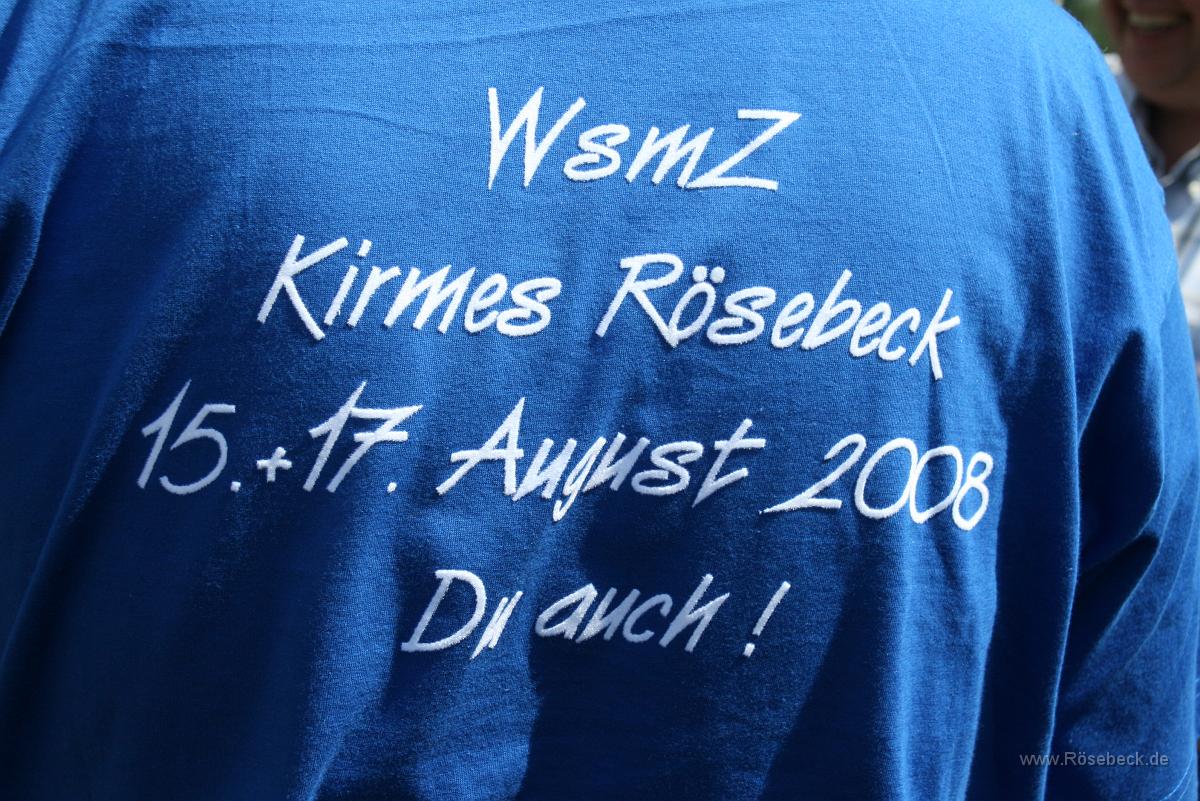 WsmZ
Kirmes Rösebeck
15.+17. August 2008
Du auch !
www.Rösebeck.de